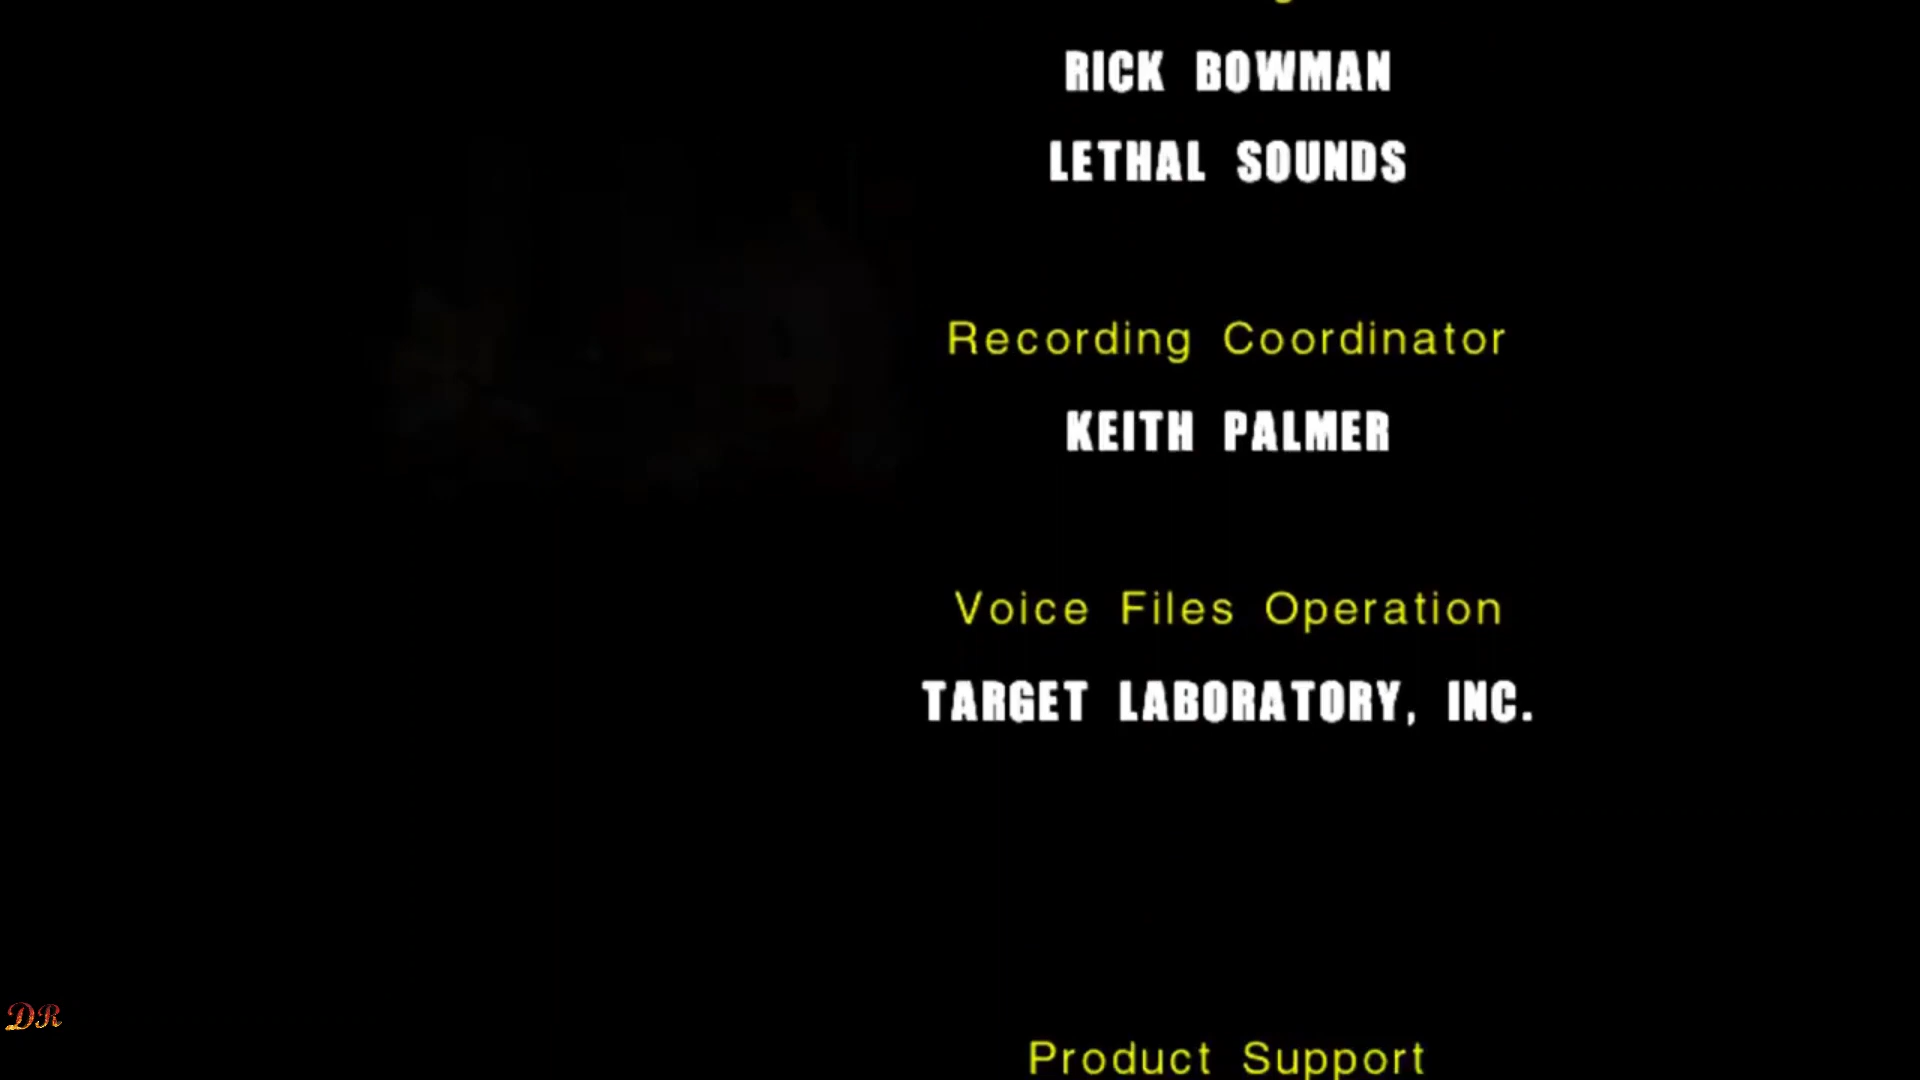 RICK BOWMAN
LETHAL SOUNDS
Recording Coordinator
KEITH PALMER
Voice Files Operation
TARGET LABORATORY, INC.
DR
Product Support